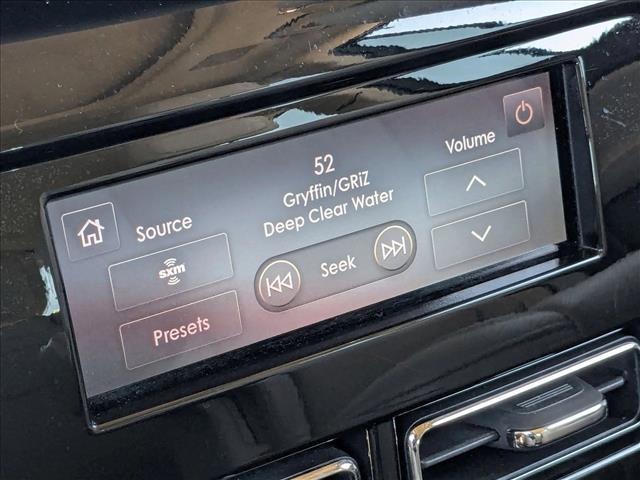 52
Gryffin/GRiZ
Deep Clear Water
Volume
Source
sxm
Seek
Presets